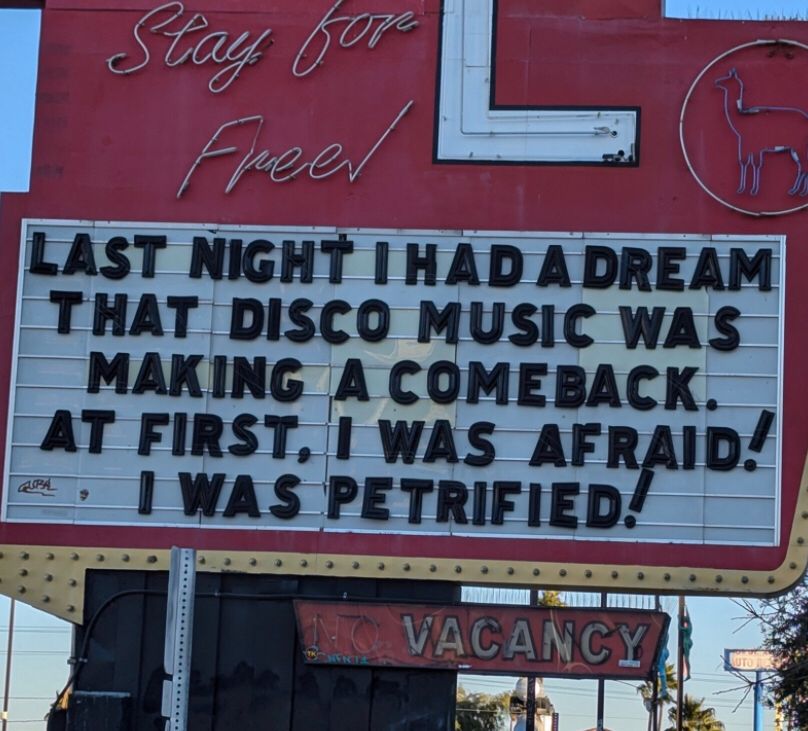 Stay for
Free!
L
LAST NIGHT I HAD A DREAM
THAT DISCO MUSIC WAS
MAKING A COMEBACK.
AT FIRST, I WAS AFRAID!
I WAS PETRIFIED!
NO VACANCY